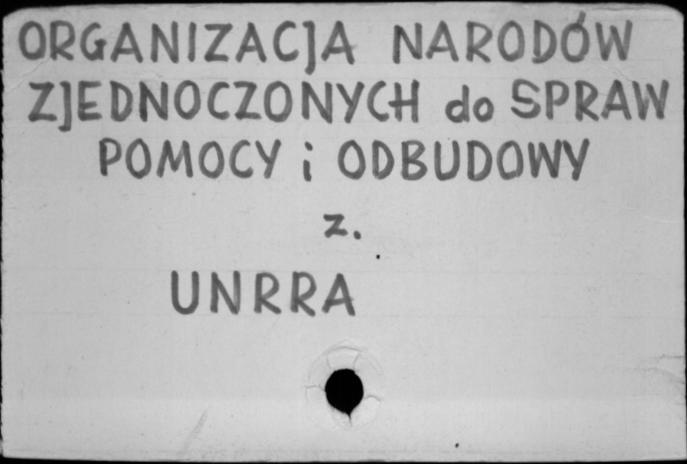 ORGANIZACJA NARODÓW
ZJEDNOCZONYCH do SPRAW
POMOCY i ODBUDOWY
z.
UNRRA